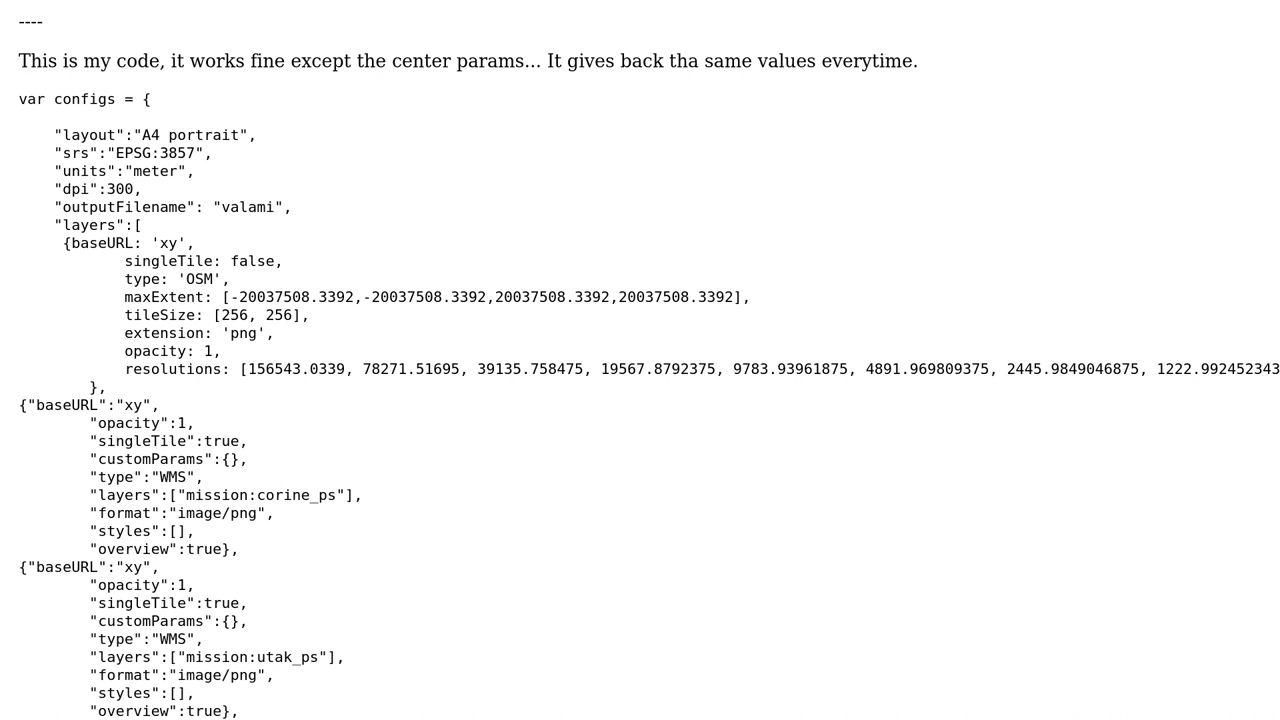 ----
This is my code, it works fine except the center params... It gives back tha same values everytime.
var configs = {
"layout":"A4 portrait",
"srs":"EPSG:3857",
"units":"meter",
"dpi":300,
"outputFilename": "valami",
"layers":[
{baseURL: 'xy',
singleTile: false,
type: 'OSM',
maxExtent: [-20037508.3392,-20037508.3392,20037508.3392,20037508.3392],
tileSize: [256, 256],
extension: 'png',
opacity: 1,
resolutions: [156543.0339, 78271.51695, 39135.758475, 19567.8792375, 9783.93961875, 4891.969809375, 2445.9849046875, 1222.992452343
},
{"baseURL":"xy",
"opacity":1,
"singleTile":true,
"customParams":{},
"type":"WMS",
"layers":["mission:corine_ps"],
"format":"image/png",
"styles":[],
"overview":true},
{"baseURL":"xy",
"opacity":1,
"singleTile":true,
"customParams":{},
"type":"WMS",
"layers":["mission:utak_ps"],
"format":"image/png",
"styles":[],
"overview":true},